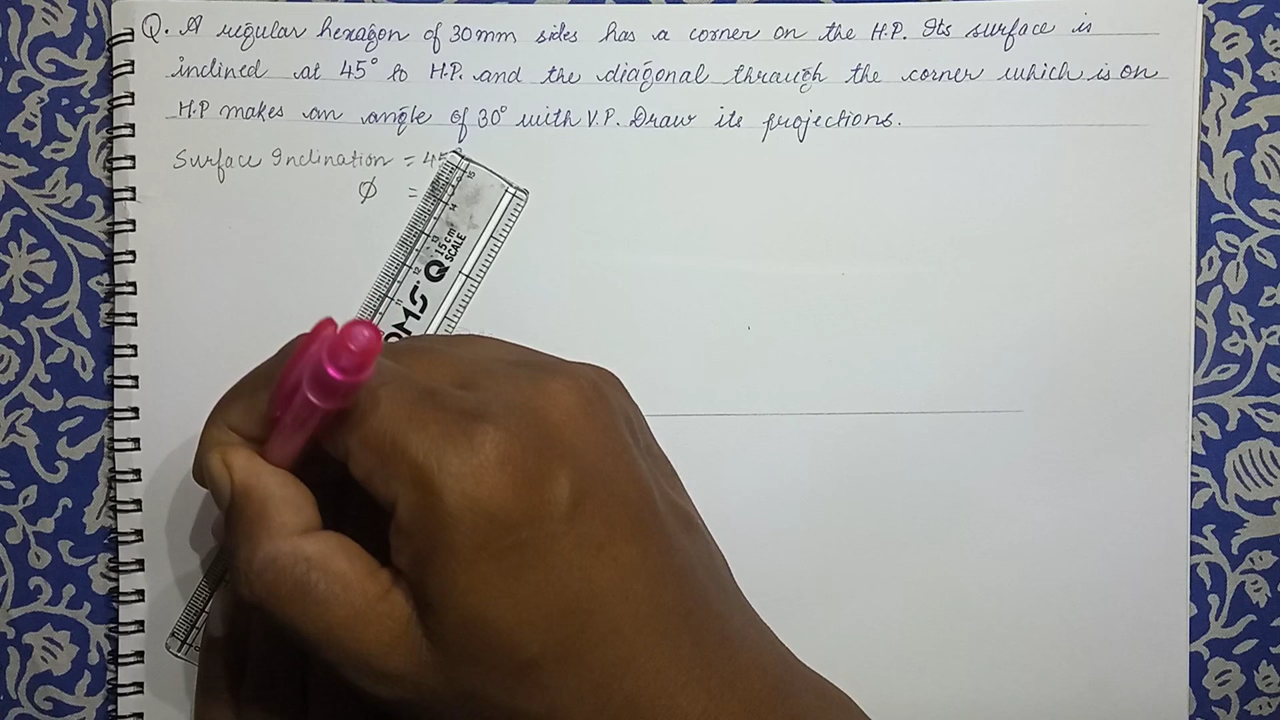 Q. A regular hexagon of 30mm sides has a corner on the H.P. Its surface is
inclined at 45° to H.P. and the diagonal through the corner which is on
H.P makes an angle of 30° with V.P. Draw its projections.
Surface Inclination = 45°
Ø =
15cm
SCALE